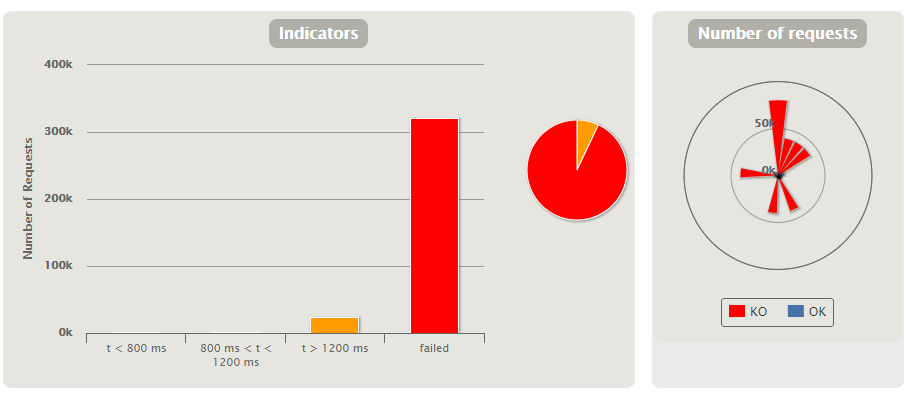 Indicators
Number of Requests
400k
300k
200k
100k
0k
t < 800 ms
800 ms < t <
1200 ms
t > 1200 ms
failed
Number of requests
50k
0k
KO
OK